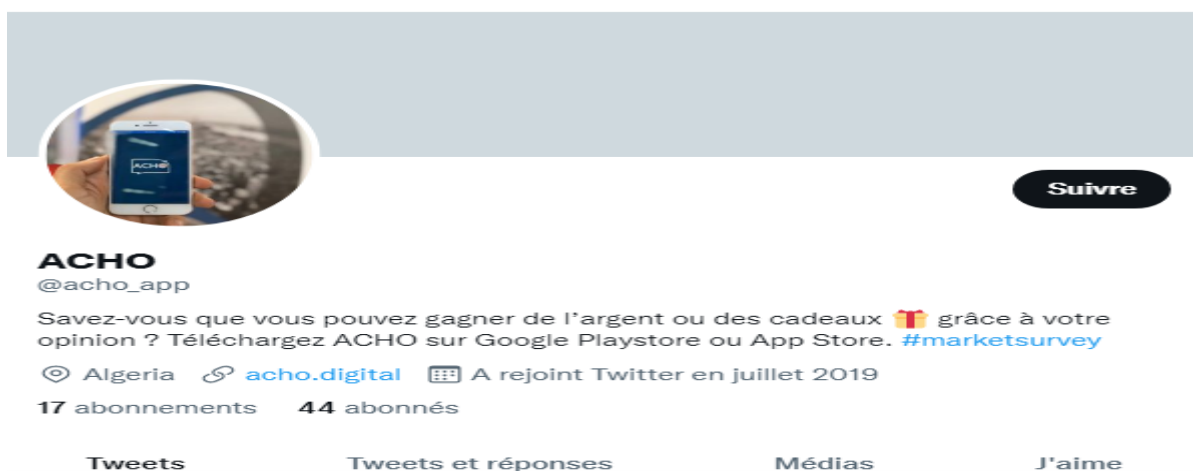 ACHO
Suivre
ACHO
@acho_app
Savez-vous que vous pouvez gagner de l’argent ou des cadeaux 🎁 grâce à votre
opinion ? Téléchargez ACHO sur Google Playstore ou App Store. #marketsurvey
Algeria acho.digital A rejoint Twitter en juillet 2019
17 abonnements 44 abonnés
Tweets Tweets et réponses Médias J'aime